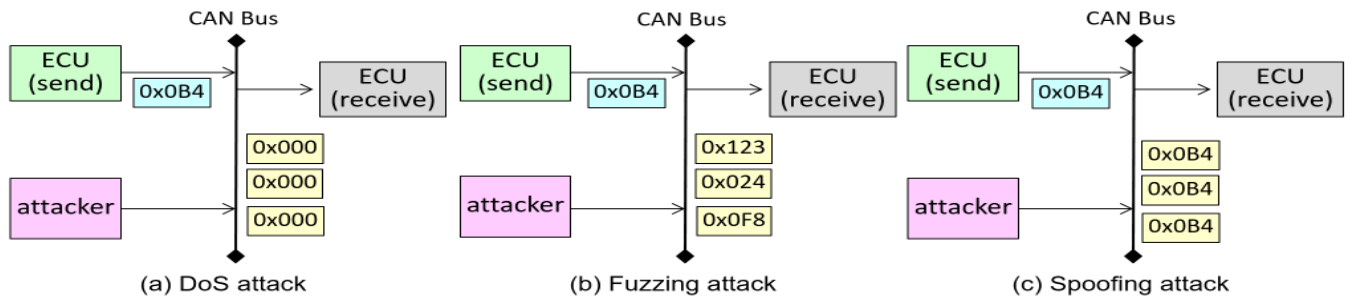 CAN Bus
ECU
(send)
0x0B4
ECU
(receive)
0x000
0x000
0x000
attacker
(a) DoS attack
CAN Bus
ECU
(send)
0x0B4
ECU
(receive)
0x123
0x024
0x0F8
attacker
(b) Fuzzing attack
CAN Bus
ECU
(send)
0x0B4
ECU
(receive)
0x0B4
0x0B4
0x0B4
attacker
(c) Spoofing attack